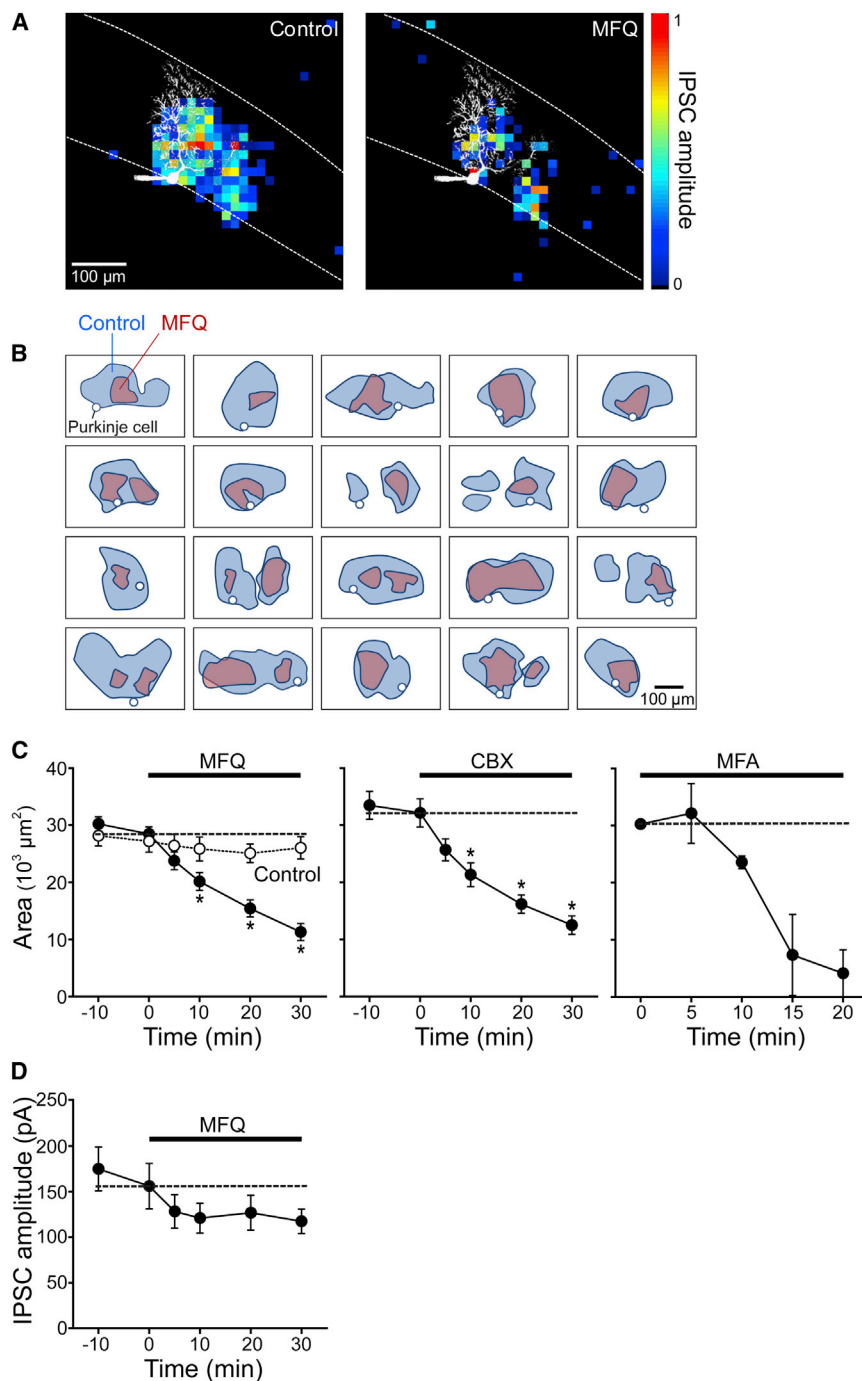 A
Control
MFQ
1
IPSC amplitude
0
100 µm
B
Control
MFQ
Purkinje cell
100 µm
C
MFQ
CBX
MFA
40
30
20
10
0
Area (10³ µm²)
Control
*
*
*
*
*
*
-10 0 10 20 30
-10 0 10 20 30
0 5 10 15 20
Time (min)
Time (min)
Time (min)
D
MFQ
250
200
150
100
50
0
IPSC amplitude (pA)
-10 0 10 20 30
Time (min)